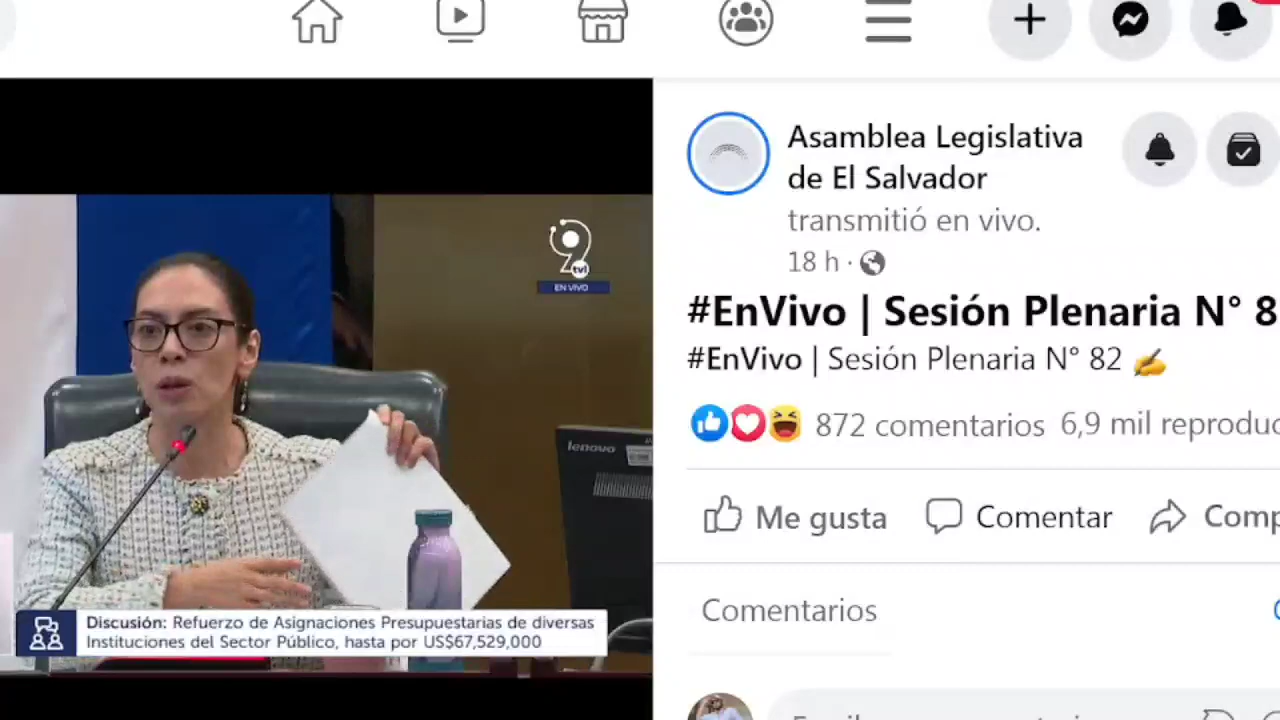 Asamblea Legislativa
de El Salvador
transmitió en vivo.
18 h ·
#EnVivo | Sesión Plenaria N° 8
#EnVivo | Sesión Plenaria N° 82 ✍
872 comentarios 6,9 mil reproduc
Me gusta Comentar Comp
Comentarios
9
tvl
EN VIVO
lenovo
Discusión: Refuerzo de Asignaciones Presupuestarias de diversas
Instituciones del Sector Público, hasta por US$67,529,000